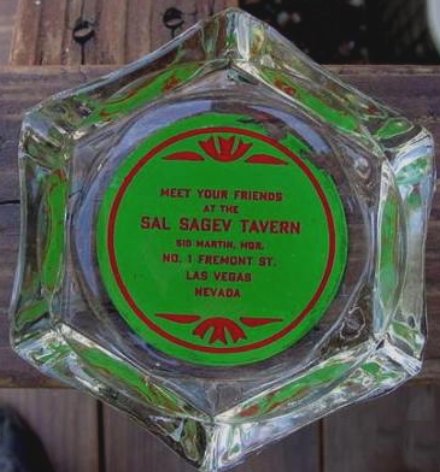 MEET YOUR FRIENDS
AT THE
SAL SAGEV TAVERN
SID MARTIN, MGR.
NO. 1 FREMONT ST.
LAS VEGAS
NEVADA